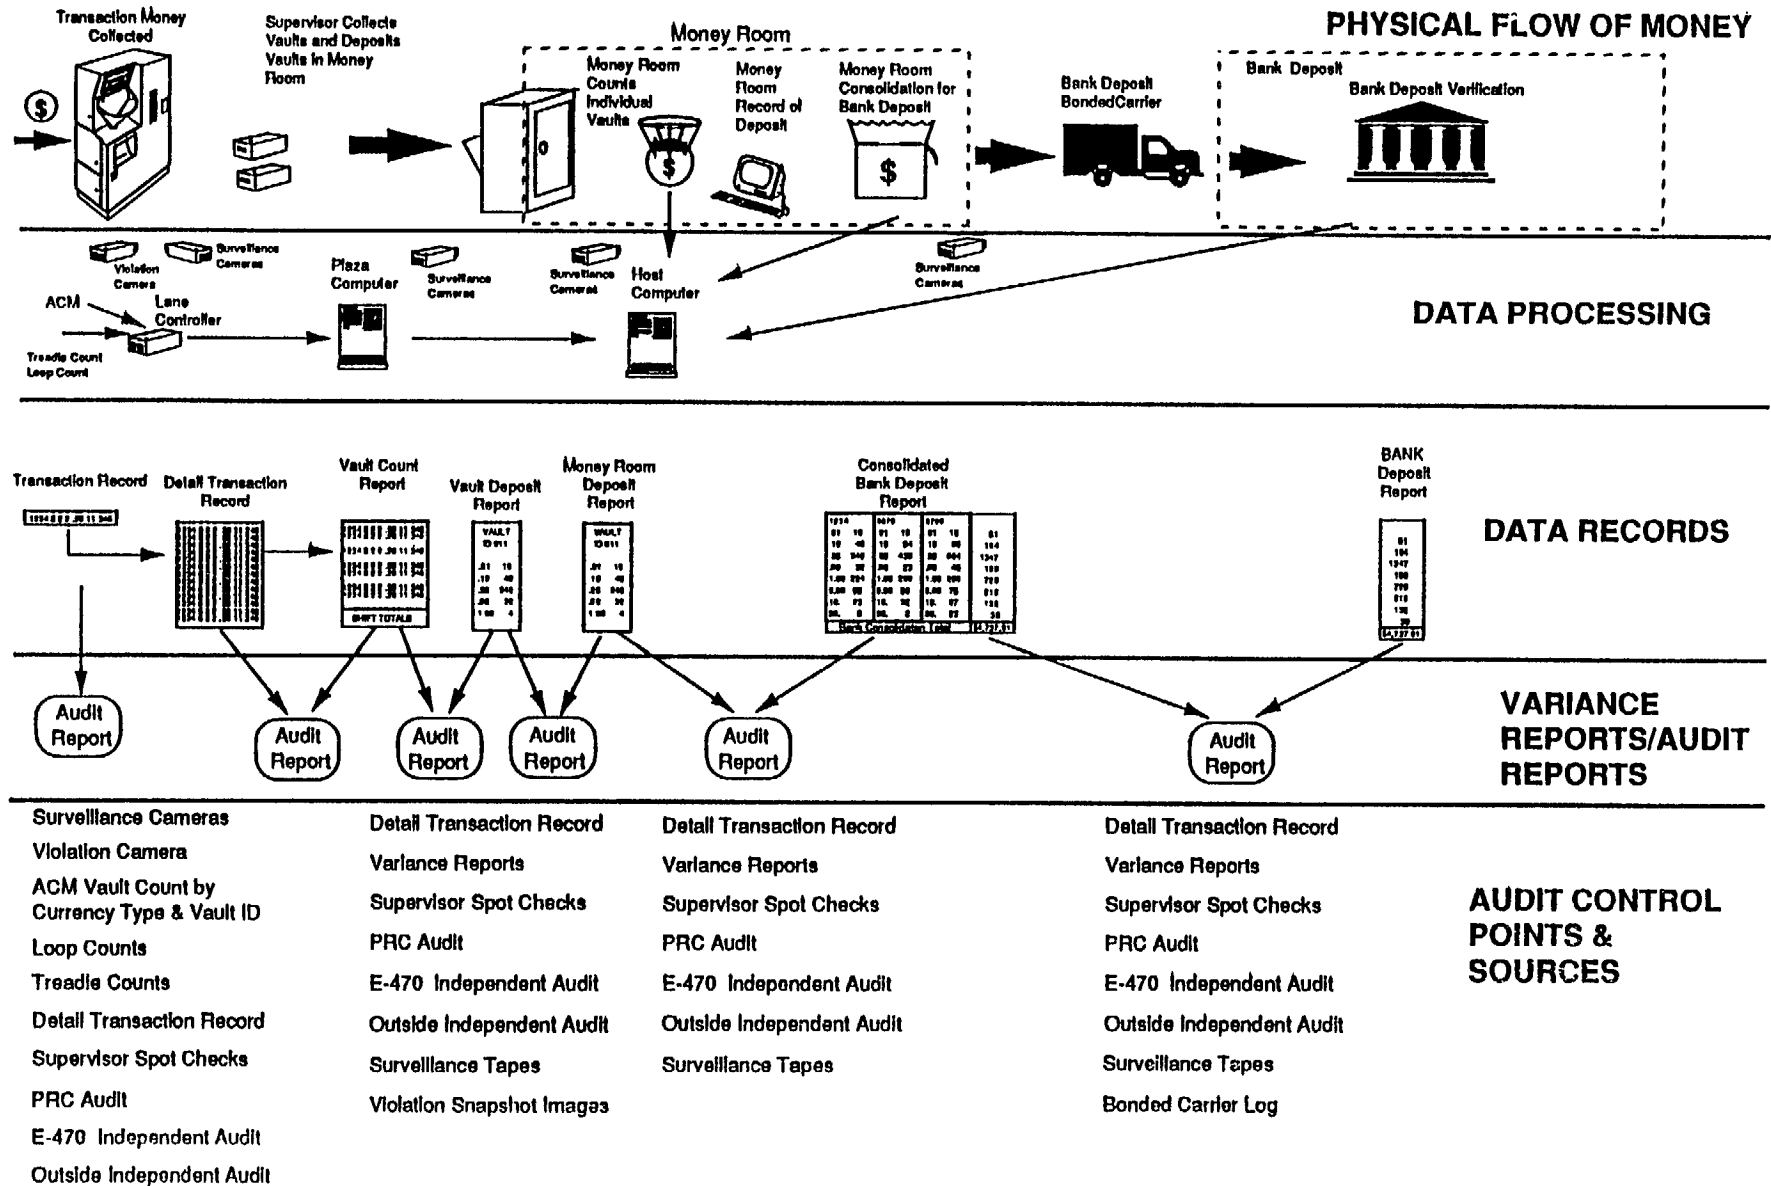 PHYSICAL FLOW OF MONEY
Transaction Money
Collected
Supervisor Collects
Vaults and Deposits
Vaults in Money
Room
Money Room
Money Room
Counts
Individual
Vaults
Money
Room
Record of
Deposit
Money Room
Consolidation for
Bank Deposit
Bank Deposit
BondedCarrier
Bank Deposit
Bank Deposit Verification
$
$
$
Violation
Camera
Surveillance
Cameras
Plaza
Computer
Surveillance
Cameras
Surveillance
Cameras
Host
Computer
Surveillance
Cameras
ACM
Lane
Controller
Treadle Count
Loop Count
DATA PROCESSING
Transaction Record
Detail Transaction
Record
Vault Count
Report
Vault Deposit
Report
Money Room
Deposit
Report
Consolidated
Bank Deposit
Report
BANK
Deposit
Report
VAULT
VAULT
SHIFT TOTALS
Bank Consolidation Total
DATA RECORDS
Audit
Report
Audit
Report
Audit
Report
Audit
Report
Audit
Report
Audit
Report
VARIANCE
REPORTS/AUDIT
REPORTS
Surveillance Cameras
Violation Camera
ACM Vault Count by
Currency Type & Vault ID
Loop Counts
Treadle Counts
Detail Transaction Record
Supervisor Spot Checks
PRC Audit
E-470 Independent Audit
Outside Independent Audit
Detail Transaction Record
Variance Reports
Supervisor Spot Checks
PRC Audit
E-470 Independent Audit
Outside Independent Audit
Surveillance Tapes
Violation Snapshot Images
Detail Transaction Record
Variance Reports
Supervisor Spot Checks
PRC Audit
E-470 Independent Audit
Outside Independent Audit
Surveillance Tapes
Detail Transaction Record
Variance Reports
Supervisor Spot Checks
PRC Audit
E-470 Independent Audit
Outside Independent Audit
Surveillance Tapes
Bonded Carrier Log
AUDIT CONTROL
POINTS &
SOURCES